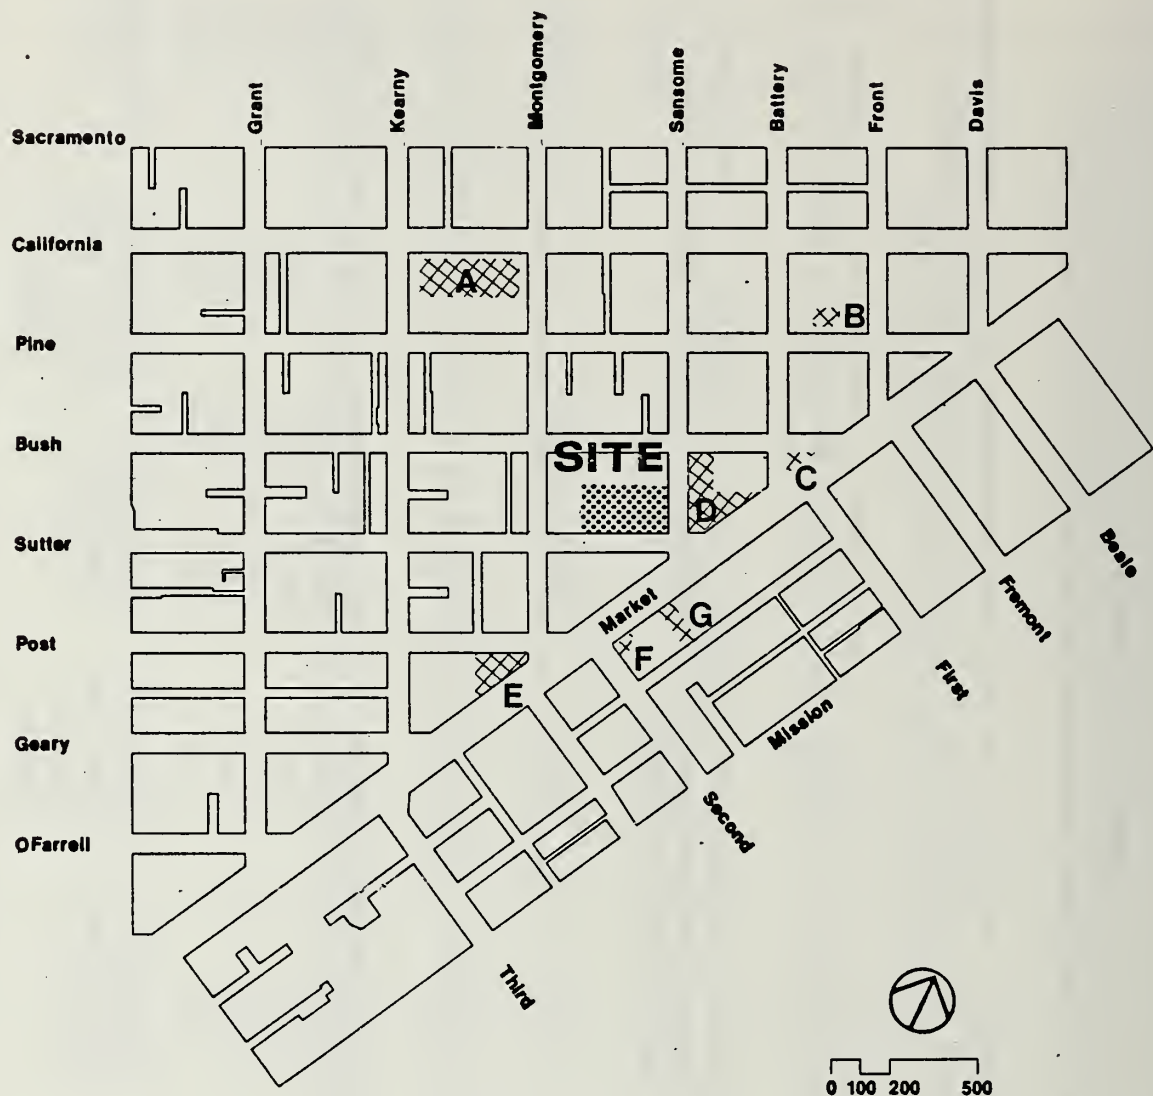 Grant
Kearny
Montgomery
Sansome
Battery
Front
Davis
Sacramento
California
A
B
Pine
Bush
SITE
C
D
Sutter
Beale
Market
G
Fremont
Post
F
First
E
Mission
Geary
Second
OFarrell
Third
0 100 200 500